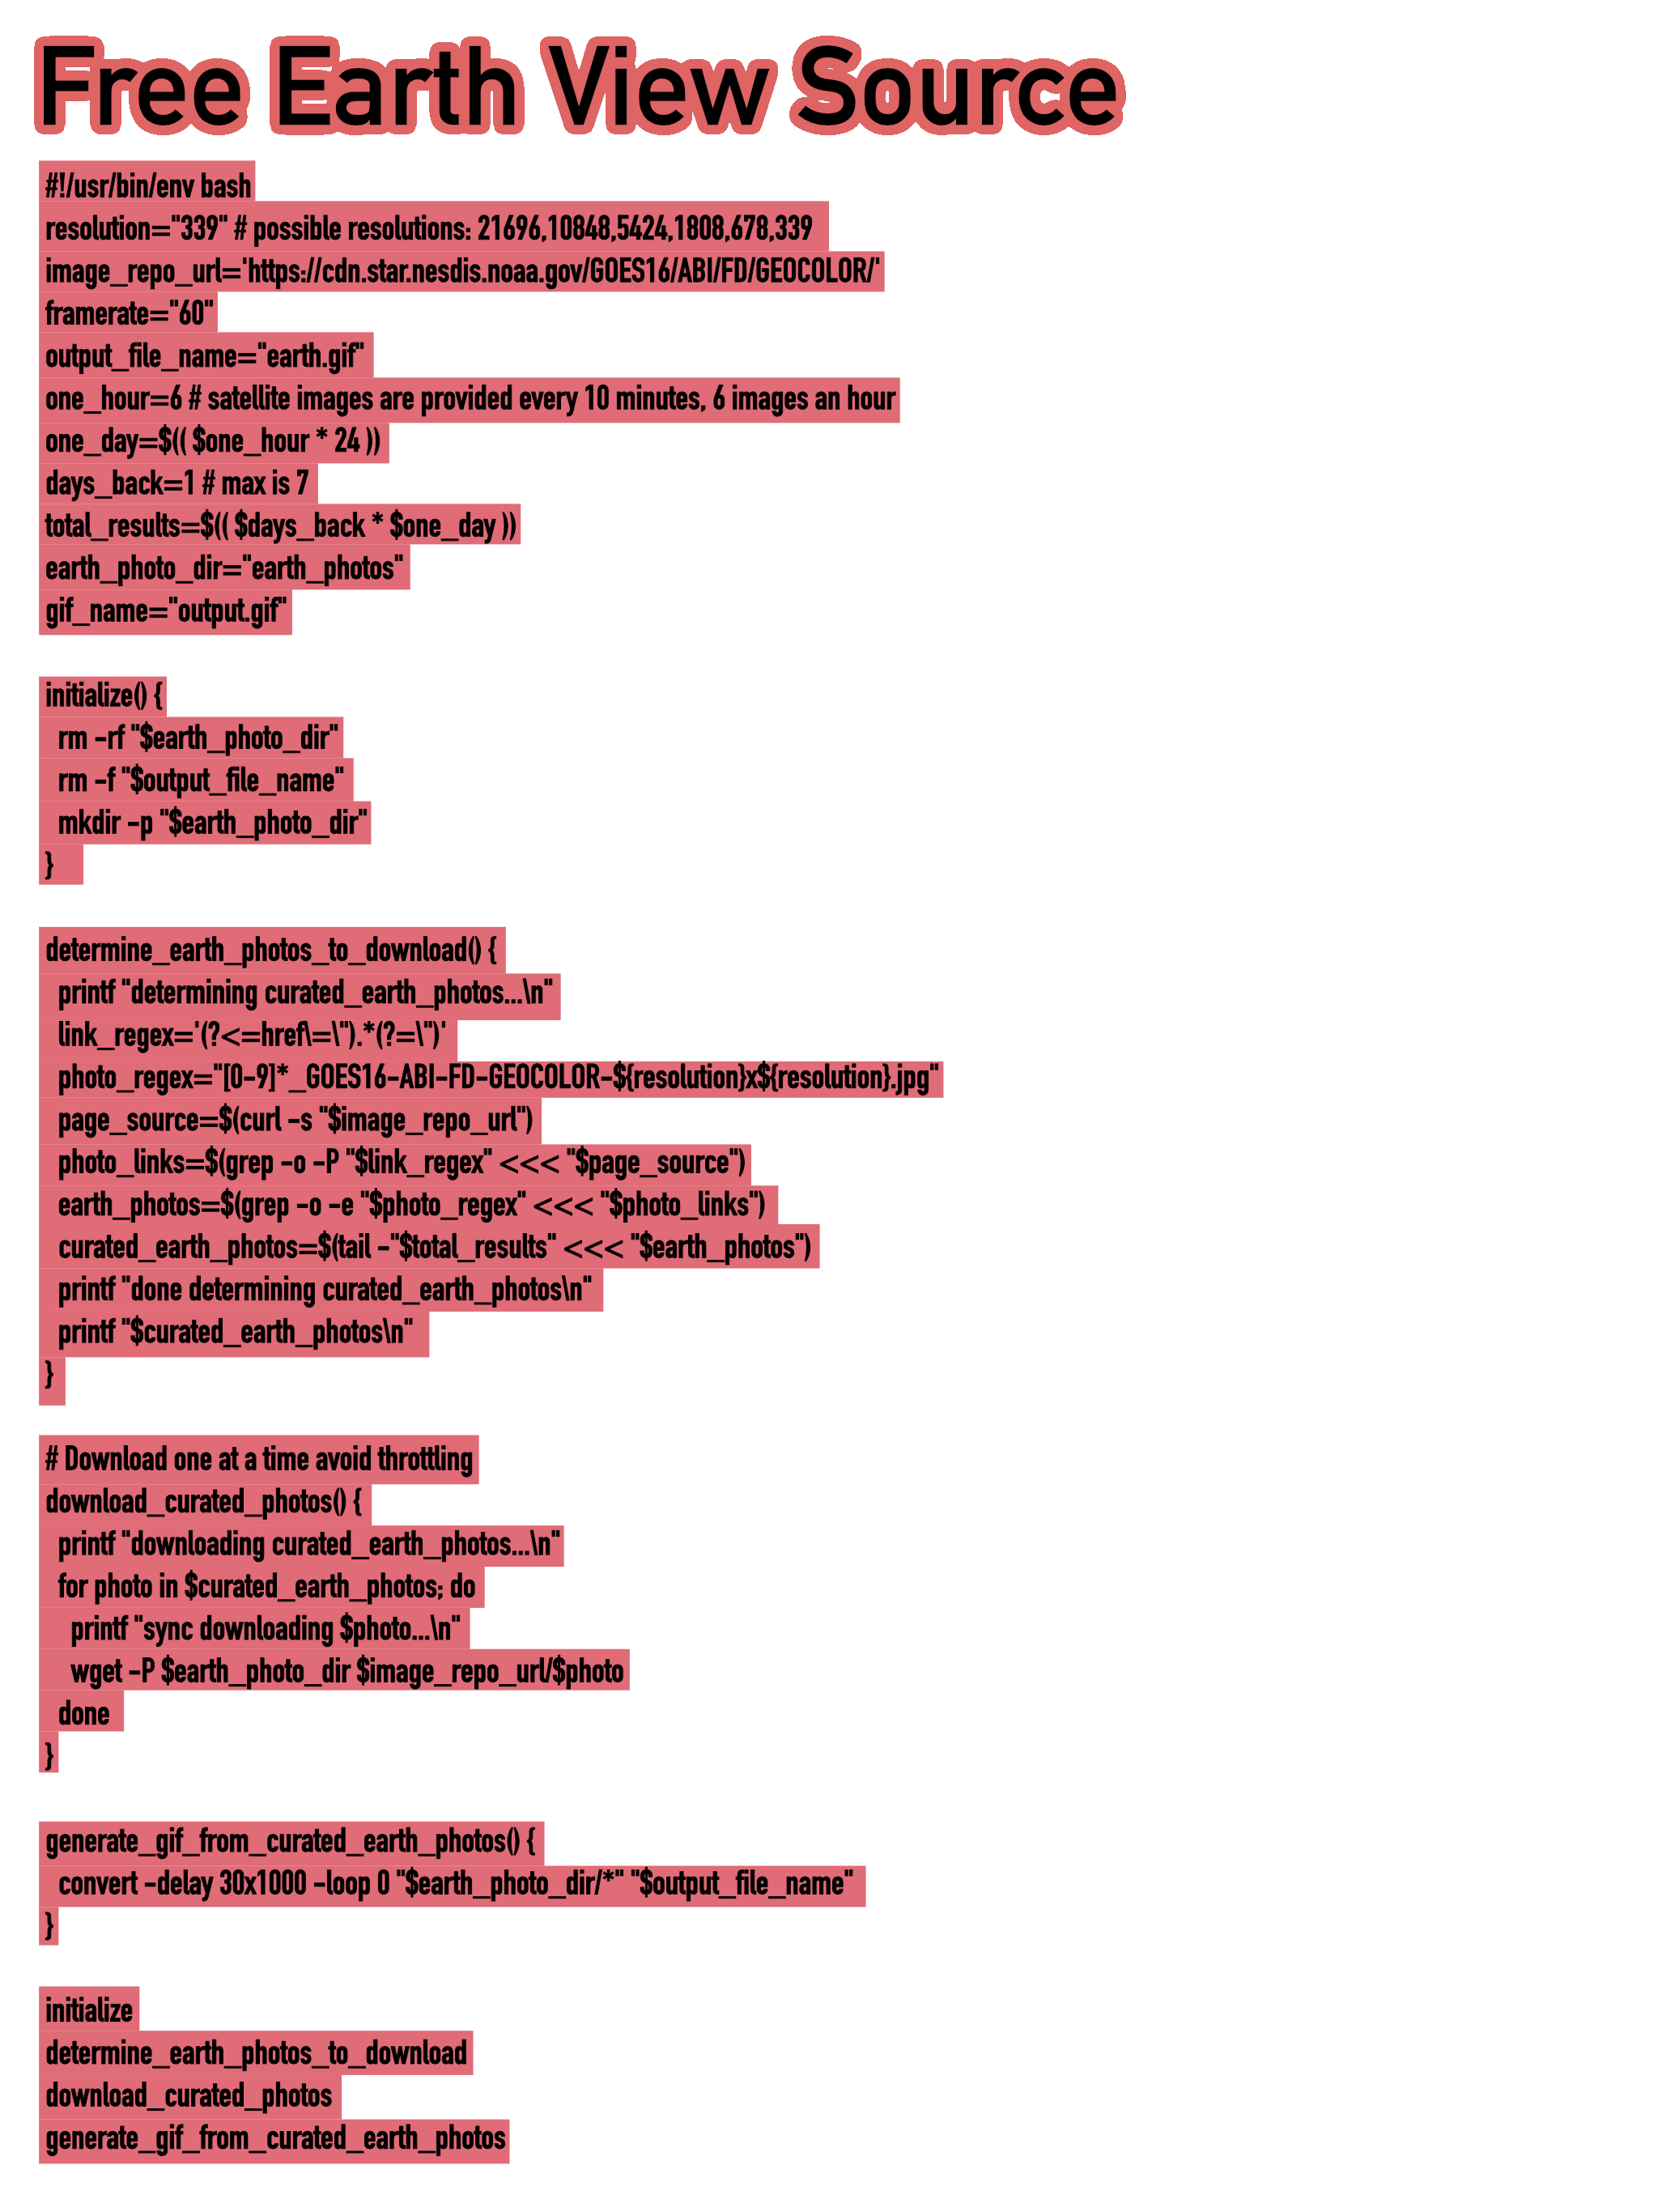 Free Earth View Source
#!/usr/bin/env bash
resolution="339" # possible resolutions: 21696,10848,5424,1808,678,339
image_repo_url='https://cdn.star.nesdis.noaa.gov/GOES16/ABI/FD/GEOCOLOR/'
framerate="60"
output_file_name="earth.gif"
one_hour=6 # satellite images are provided every 10 minutes, 6 images an hour
one_day=$(( $one_hour * 24 ))
days_back=1 # max is 7
total_results=$(( $days_back * $one_day ))
earth_photo_dir="earth_photos"
gif_name="output.gif"
initialize() {
  rm -rf "$earth_photo_dir"
  rm -f "$output_file_name"
  mkdir -p "$earth_photo_dir"
}
determine_earth_photos_to_download() {
  printf "determining curated_earth_photos...\n"
  link_regex='(?<=href\=\").*(?=\")'
  photo_regex="[0-9]*_GOES16-ABI-FD-GEOCOLOR-${resolution}x${resolution}.jpg"
  page_source=$(curl -s "$image_repo_url")
  photo_links=$(grep -o -P "$link_regex" <<< "$page_source")
  earth_photos=$(grep -o -e "$photo_regex" <<< "$photo_links")
  curated_earth_photos=$(tail -"$total_results" <<< "$earth_photos")
  printf "done determining curated_earth_photos\n"
  printf "$curated_earth_photos\n"
}
# Download one at a time avoid throttling
download_curated_photos() {
  printf "downloading curated_earth_photos...\n"
  for photo in $curated_earth_photos; do
    printf "sync downloading $photo...\n"
    wget -P $earth_photo_dir $image_repo_url/$photo
  done
}
generate_gif_from_curated_earth_photos() {
  convert -delay 30x1000 -loop 0 "$earth_photo_dir/*" "$output_file_name"
}
initialize
determine_earth_photos_to_download
download_curated_photos
generate_gif_from_curated_earth_photos